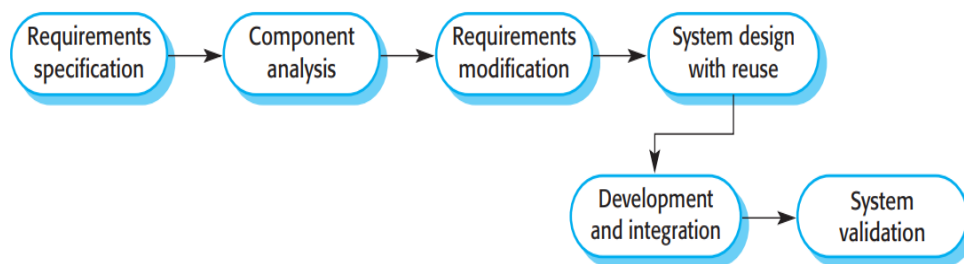 Requirements
specification
Component
analysis
Requirements
modification
System design
with reuse
Development
and integration
System
validation